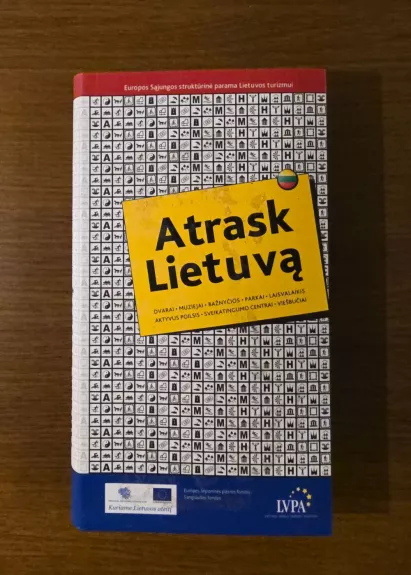 Europos Sąjungos struktūrinė parama Lietuvos turizmui
Atrask
Lietuvą
DVARAI • MUZIEJAI • BAŽNYČIOS • PARKAI • LAISVALAIKIS
AKTYVUS POILSIS • SVEIKATINGUMO CENTRAI • VIEŠBUČIAI
Kuriame Lietuvos ateitį
LVPA